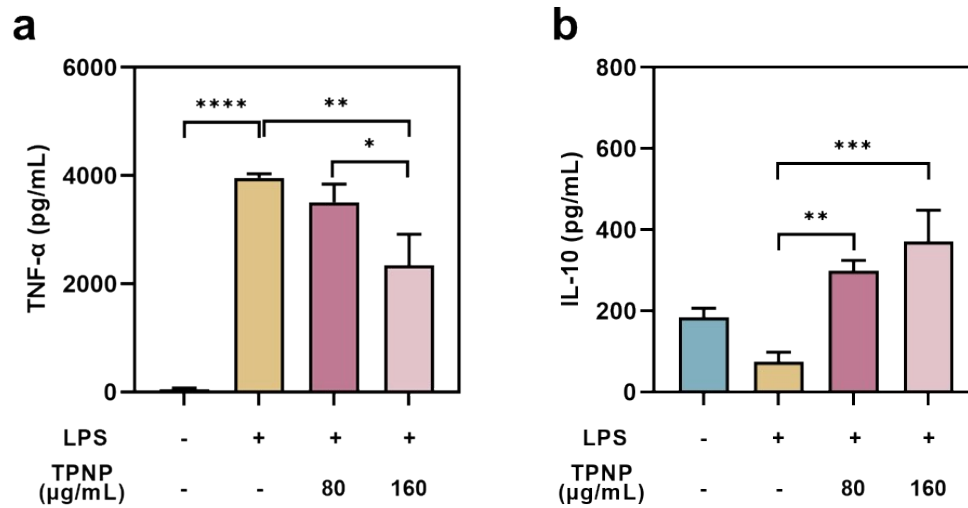 a
6000
4000
2000
0
TNF-α (pg/mL)
****
**
*
LPS - + + +
TPNP
(μg/mL) - - 80 160
b
800
600
400
200
0
IL-10 (pg/mL)
***
**
LPS - + + +
TPNP
(μg/mL) - - 80 160